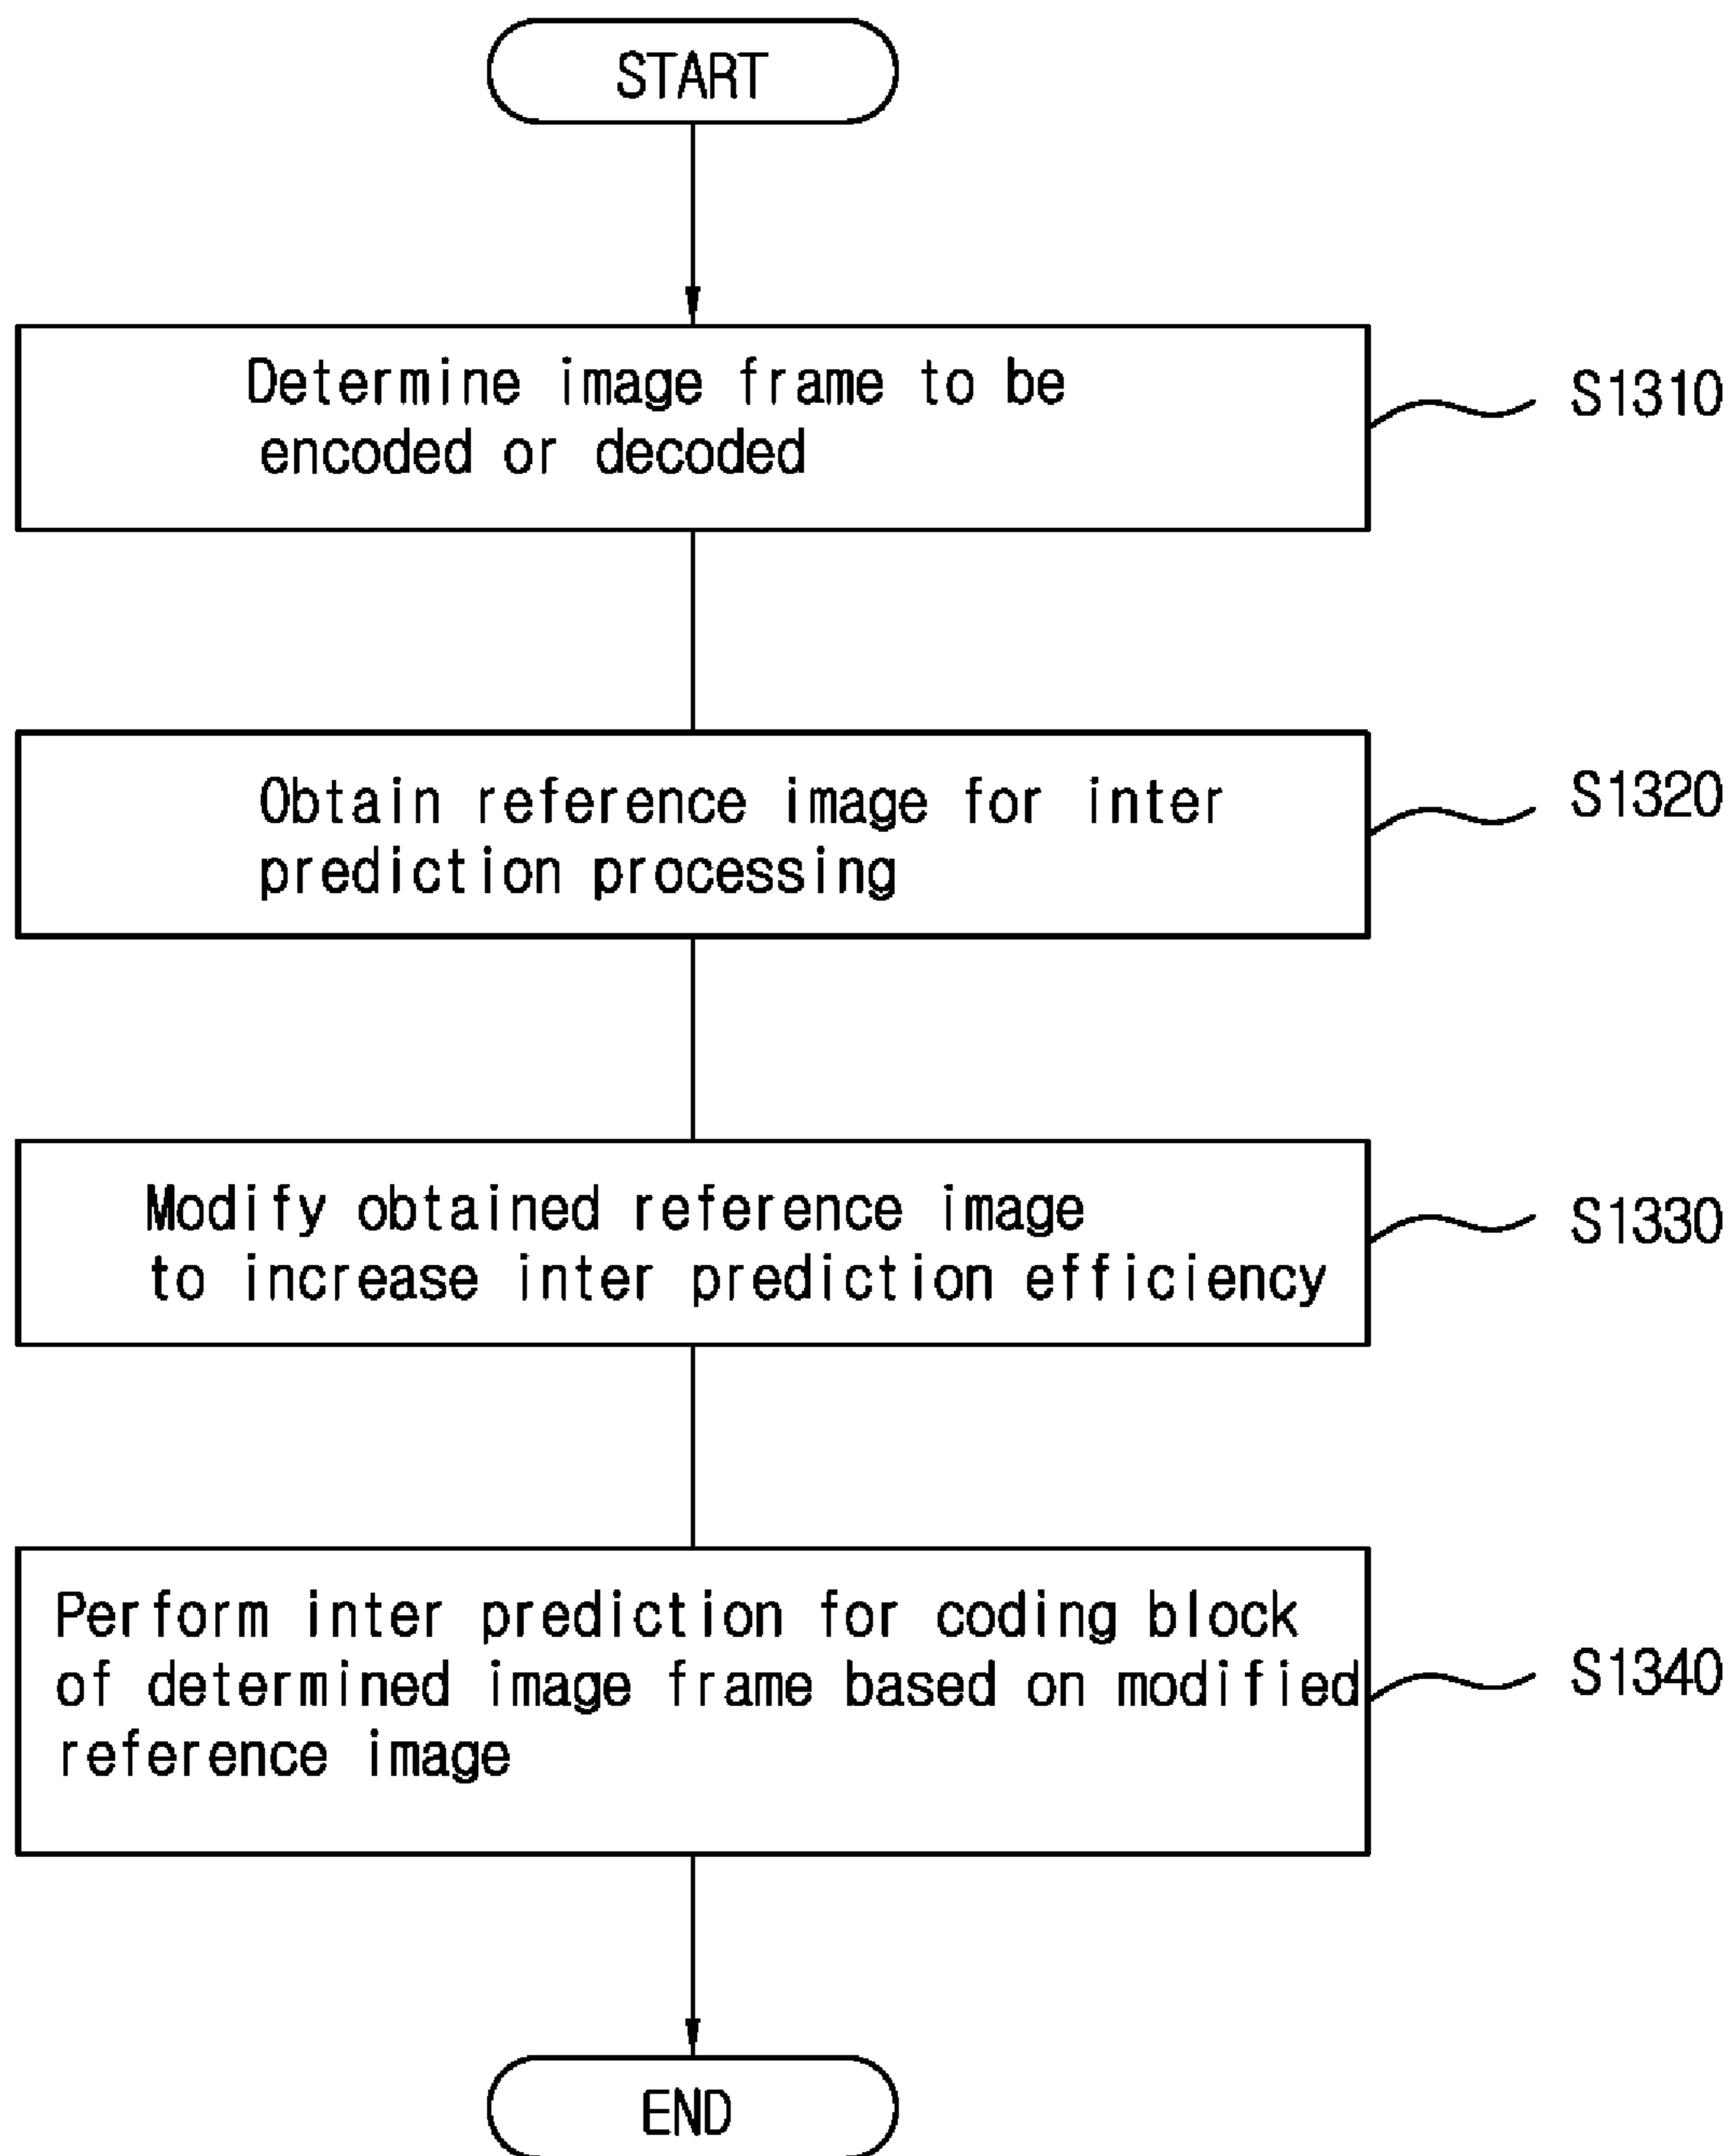 START
Determine image frame to be
encoded or decoded
S1310
Obtain reference image for inter
prediction processing
S1320
Modify obtained reference image
to increase inter prediction efficiency
S1330
Perform inter prediction for coding block
of determined image frame based on modified
reference image
S1340
END